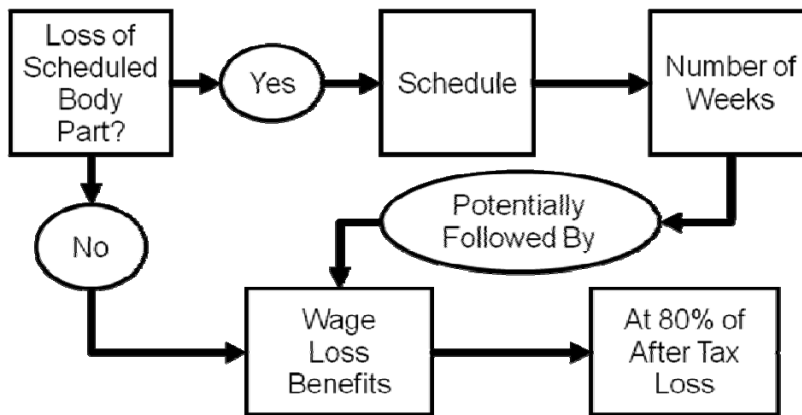 Loss of
Scheduled
Body
Part?
Yes
Schedule
Number of
Weeks
Potentially
Followed By
No
Wage
Loss
Benefits
At 80% of
After Tax
Loss